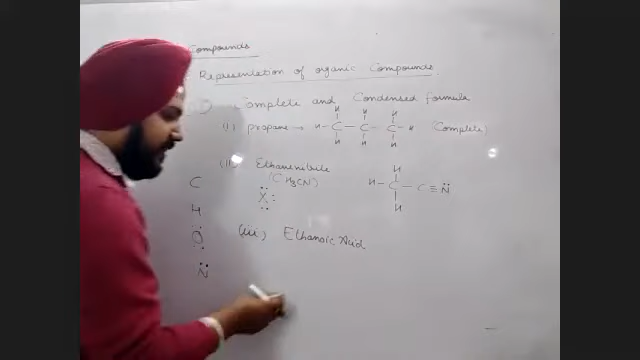 Compounds
Representation of organic Compounds
Complete and Condensed formula
(i) propane → H – C – C – C – H (Complete)
H H H
H H H
(ii) Ethanenitrile
(CH₃CN)
H – C – C ≡ N
H
H
X
(iii) Ethanoic Acid
C
H
O
N